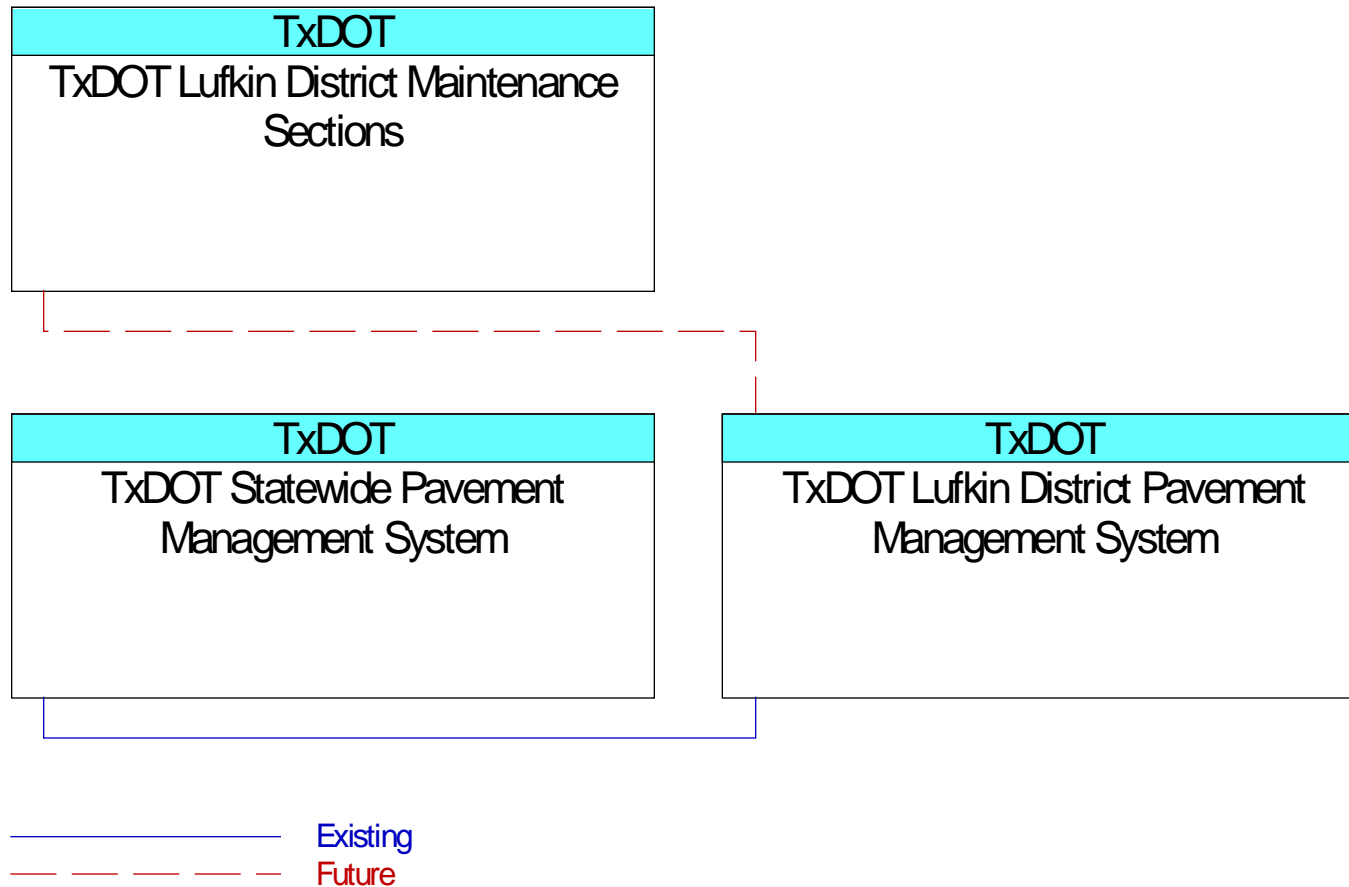 TxDOT
TxDOT Lufkin District Maintenance
Sections
TxDOT
TxDOT Statewide Pavement
Management System
TxDOT
TxDOT Lufkin District Pavement
Management System
Existing
Future